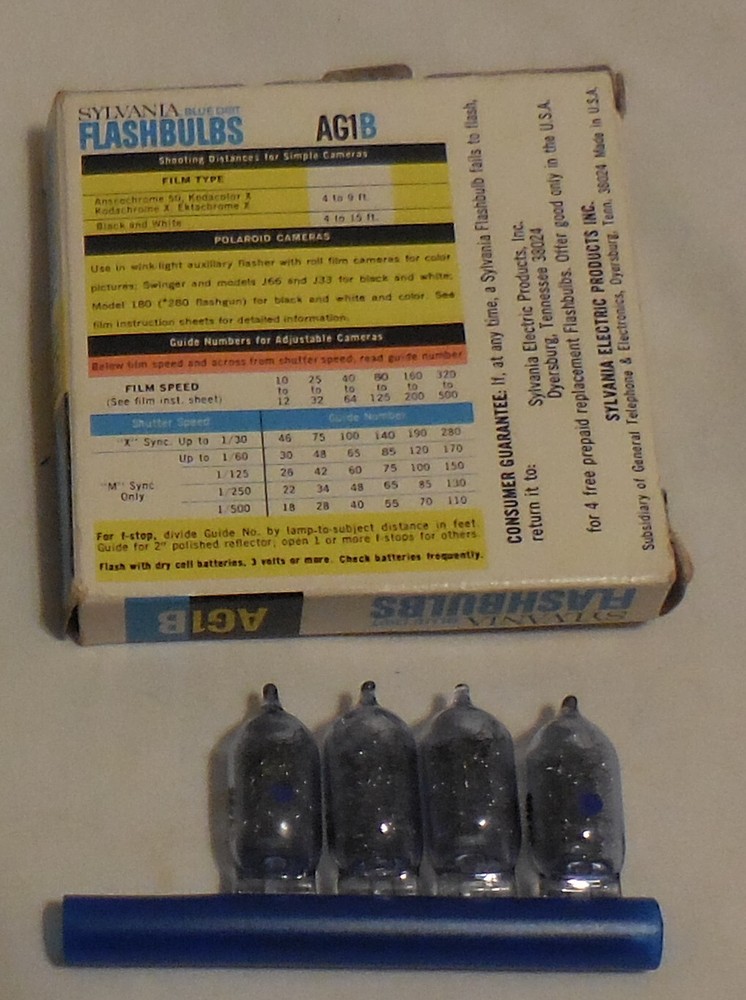 SYLVANIA BLUE DOT
FLASHBULBS AG1B
Shooting Distances for Simple Cameras
FILM TYPE
Anscochrome 50, Kodacolor X 4 to 9 ft.
Kodachrome X, Ektachrome X
Black and White 4 to 15 ft.
POLAROID CAMERAS
Use in wink-light auxiliary flasher with roll film cameras for color
pictures; Swinger and models J66 and J33 for black and white;
Model 180 (#280 flashgun) for black and white and color. See
film instruction sheets for detailed information.
Guide Numbers for Adjustable Cameras
Below film speed and across from shutter speed, read guide number
FILM SPEED 10 25 40 80 160 320
to to to to to to
(See film inst. sheet) 12 32 64 125 200 500
Shutter Speed Guide Number
"X" Sync. Up to 1/30 46 75 100 140 190 280
Up to 1/60 30 48 65 85 120 170
1/125 26 42 60 75 100 150
"M" Sync
Only
1/250 22 34 48 65 85 130
1/500 18 28 40 55 70 110
For f-stop, divide Guide No. by lamp-to-subject distance in feet.
Guide for 2" polished reflector; open 1 or more f-stops for others.
Flash with dry cell batteries, 3 volts or more. Check batteries frequently.
CONSUMER GUARANTEE: If, at any time, a Sylvania Flashbulb fails to flash,
return it to: Sylvania Electric Products, Inc.
Dyersburg, Tennessee 38024
for 4 free prepaid replacement Flashbulbs. Offer good only in the U.S.A.
SYLVANIA ELECTRIC PRODUCTS INC.
Subsidiary of General Telephone & Electronics, Dyersburg, Tenn. 38024 Made in U.S.A.
AG1B
SYLVANIA BLUE DOT
FLASHBULBS